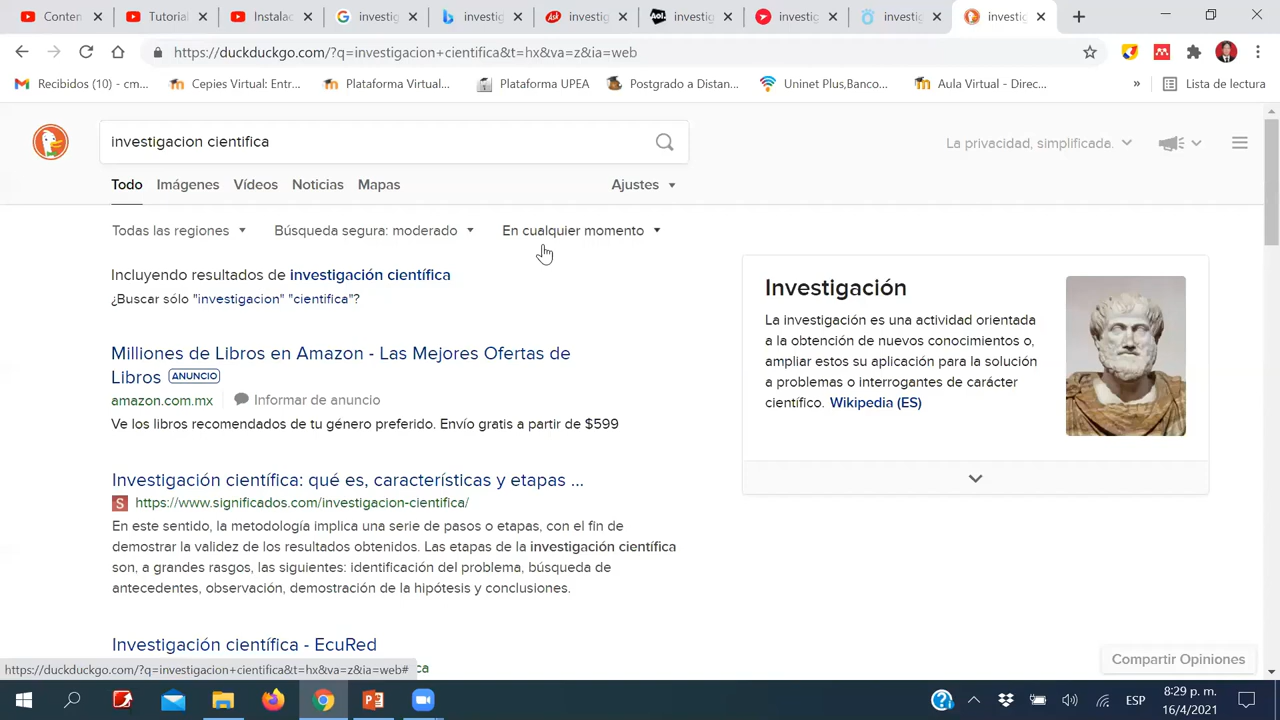 Conten
Tutorial
Instalac
investig
investig
Ask
investig
Aol.
investig
investig
investig
investig
https://duckduckgo.com/?q=investigacion+cientifica&t=hx&va=z&ia=web
Recibidos (10) - cm...
Cepies Virtual: Entr...
Plataforma Virtual...
Plataforma UPEA
Postgrado a Distan...
Uninet Plus,Banco...
Aula Virtual - Direc...
»
Lista de lectura
investigacion cientifica
La privacidad, simplificada.
Todo
Imágenes
Vídeos
Noticias
Mapas
Ajustes
Todas las regiones
Búsqueda segura: moderado
En cualquier momento
Incluyendo resultados de investigación científica
¿Buscar sólo "investigacion" "cientifica"?
Milliones de Libros en Amazon - Las Mejores Ofertas de
Libros ANUNCIO
amazon.com.mx
Informar de anuncio
Ve los libros recomendados de tu género preferido. Envío gratis a partir de $599
Investigación científica: qué es, características y etapas ...
S https://www.significados.com/investigacion-cientifica/
En este sentido, la metodología implica una serie de pasos o etapas, con el fin de
demostrar la validez de los resultados obtenidos. Las etapas de la investigación científica
son, a grandes rasgos, las siguientes: identificación del problema, búsqueda de
antecedentes, observación, demostración de la hipótesis y conclusiones.
Investigación científica - EcuRed
Investigación
La investigación es una actividad orientada
a la obtención de nuevos conocimientos o,
ampliar estos su aplicación para la solución
a problemas o interrogantes de carácter
científico. Wikipedia (ES)
Compartir Opiniones
https://duckduckgo.com/?q=investigacion+cientifica&t=hx&va=z&ia=web#
ESP
8:29 p. m.
16/4/2021